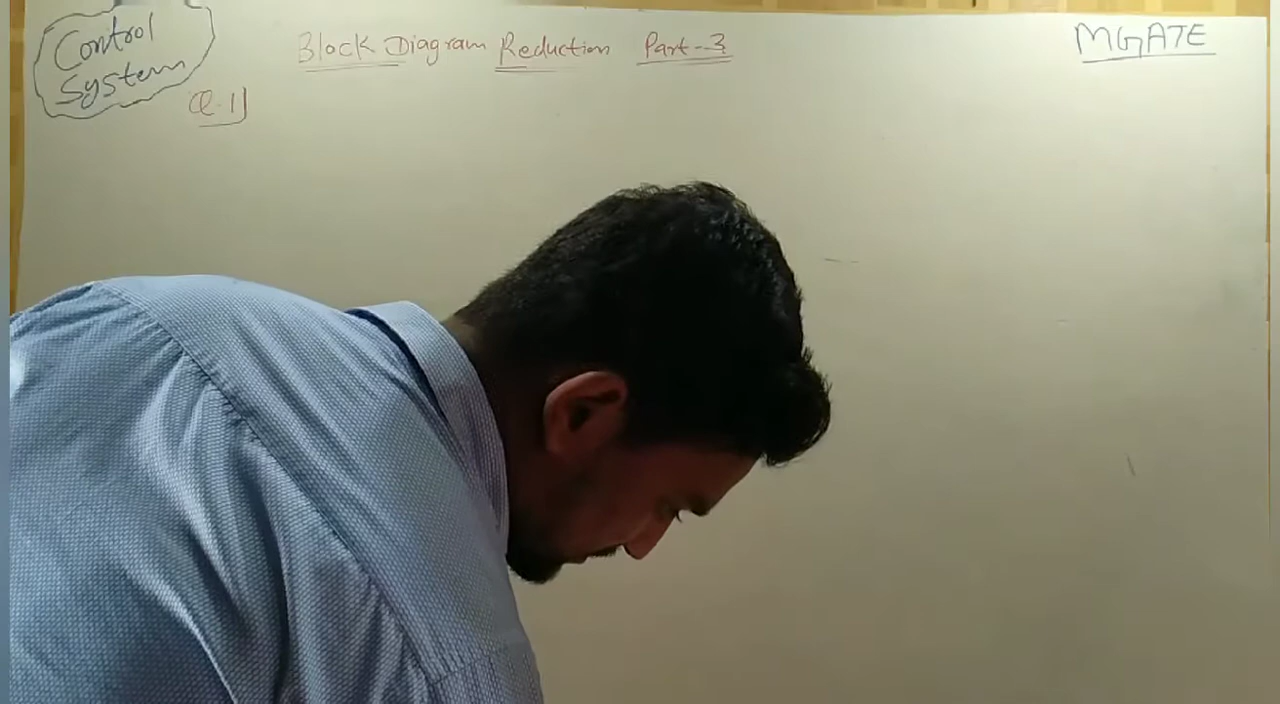 Control
System
Block Diagram Reduction Part-3
MGATE
Q.1)